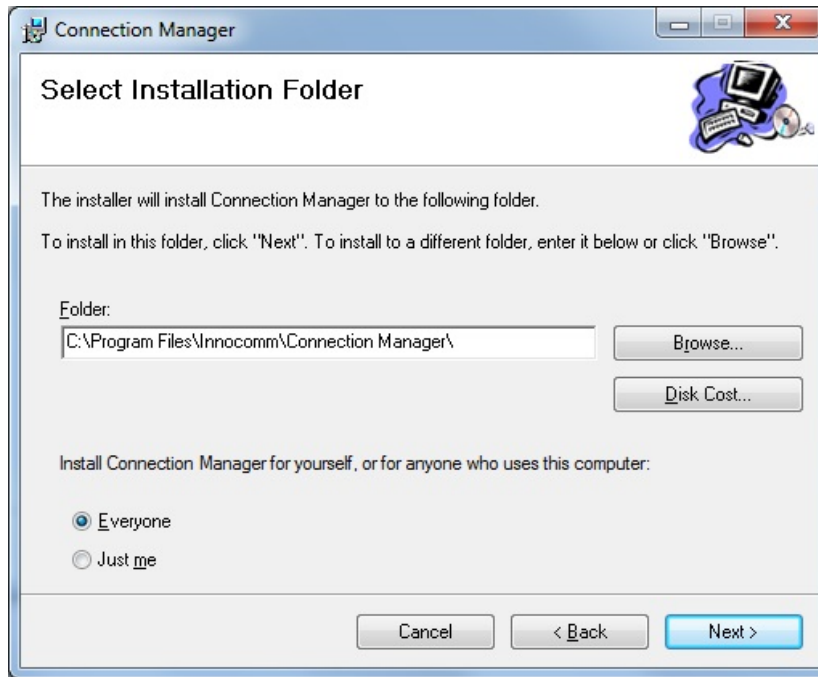 Connection Manager
Select Installation Folder
The installer will install Connection Manager to the following folder.
To install in this folder, click "Next". To install to a different folder, enter it below or click "Browse".
Folder:
C:\Program Files\Innocomm\Connection Manager\
Browse...
Disk Cost...
Install Connection Manager for yourself, or for anyone who uses this computer:
Everyone
Just me
Cancel
< Back
Next >